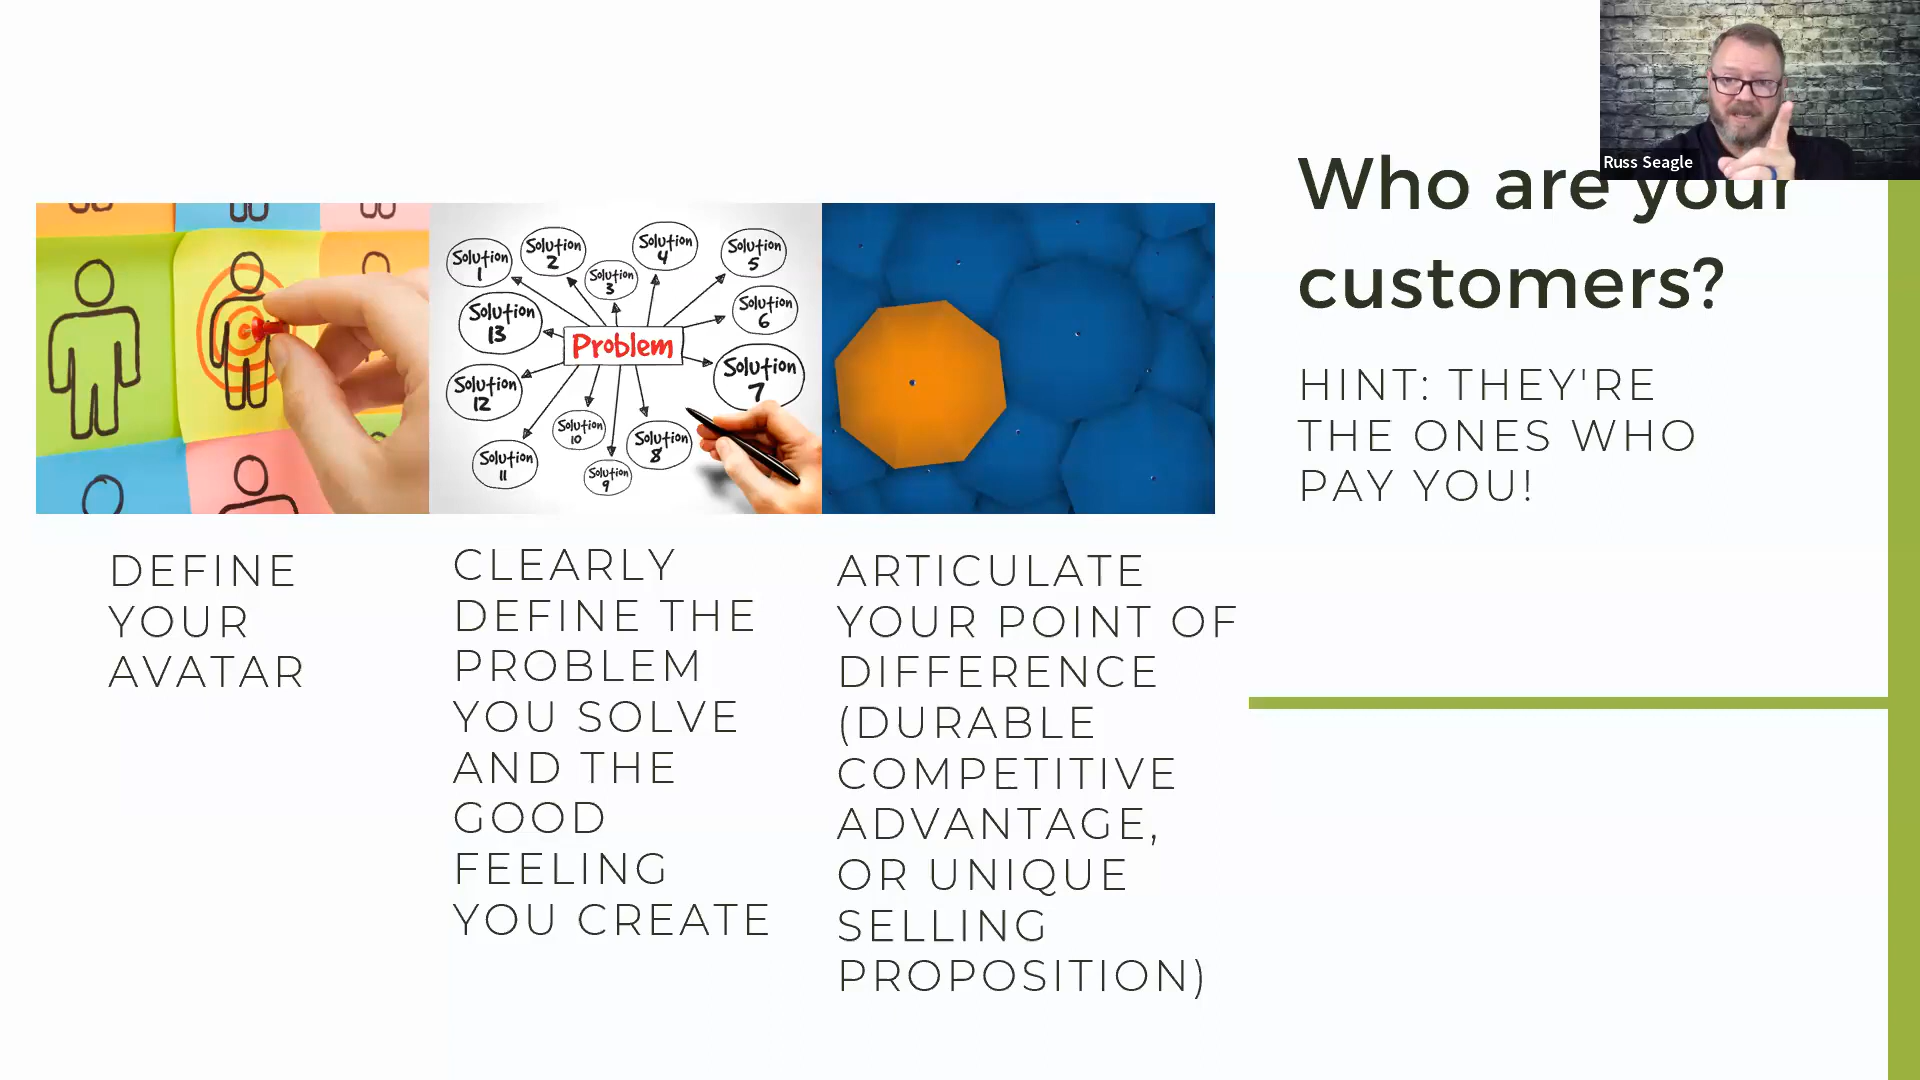 Russ Seagle
Who are your
customers?
HINT: THEY'RE
THE ONES WHO
PAY YOU!
Solution
1
Solution
2
Solution
3
Solution
4
Solution
5
Solution
6
Solution
7
Solution
8
Solution
9
Solution
10
Solution
11
Solution
12
Solution
13
Problem
DEFINE
YOUR
AVATAR
CLEARLY
DEFINE THE
PROBLEM
YOU SOLVE
AND THE
GOOD
FEELING
YOU CREATE
ARTICULATE
YOUR POINT OF
DIFFERENCE
(DURABLE
COMPETITIVE
ADVANTAGE,
OR UNIQUE
SELLING
PROPOSITION)